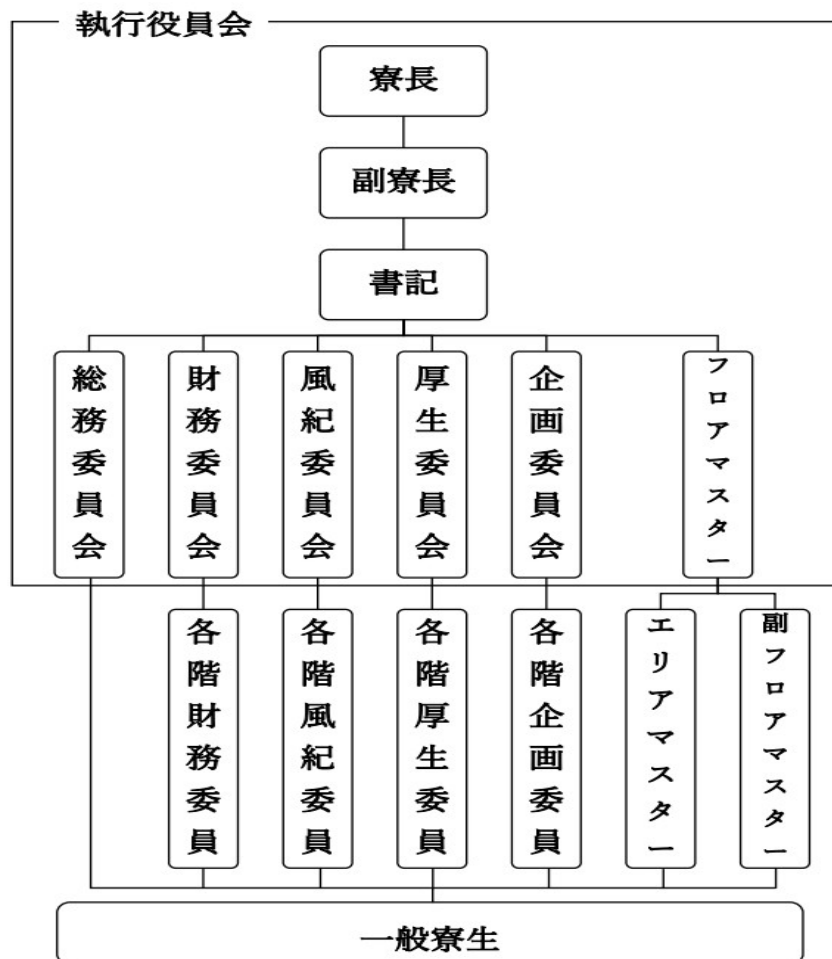 執行役員会
寮長
副寮長
書記
総務委員会
財務委員会
風紀委員会
厚生委員会
企画委員会
フロアマスター
各階財務委員
各階風紀委員
各階厚生委員
各階企画委員
エリアマスター
副フロアマスター
一般寮生